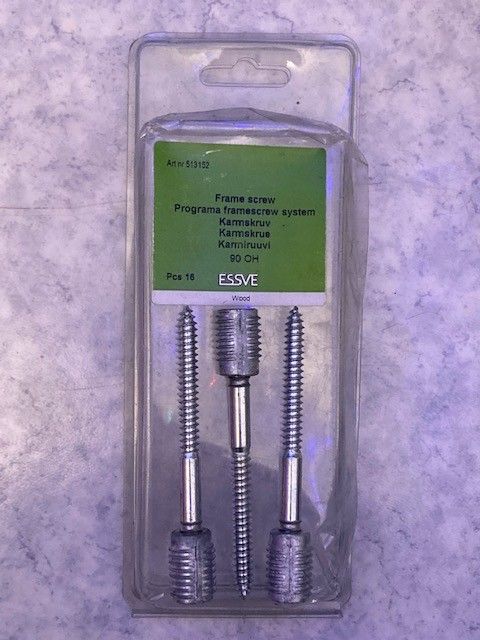 Art nr 513152
Frame screw
Programa framescrew system
Karmskruv
Karmskrue
Karmiruuvi
90 OH
Pcs 16 ESSVE
Wood